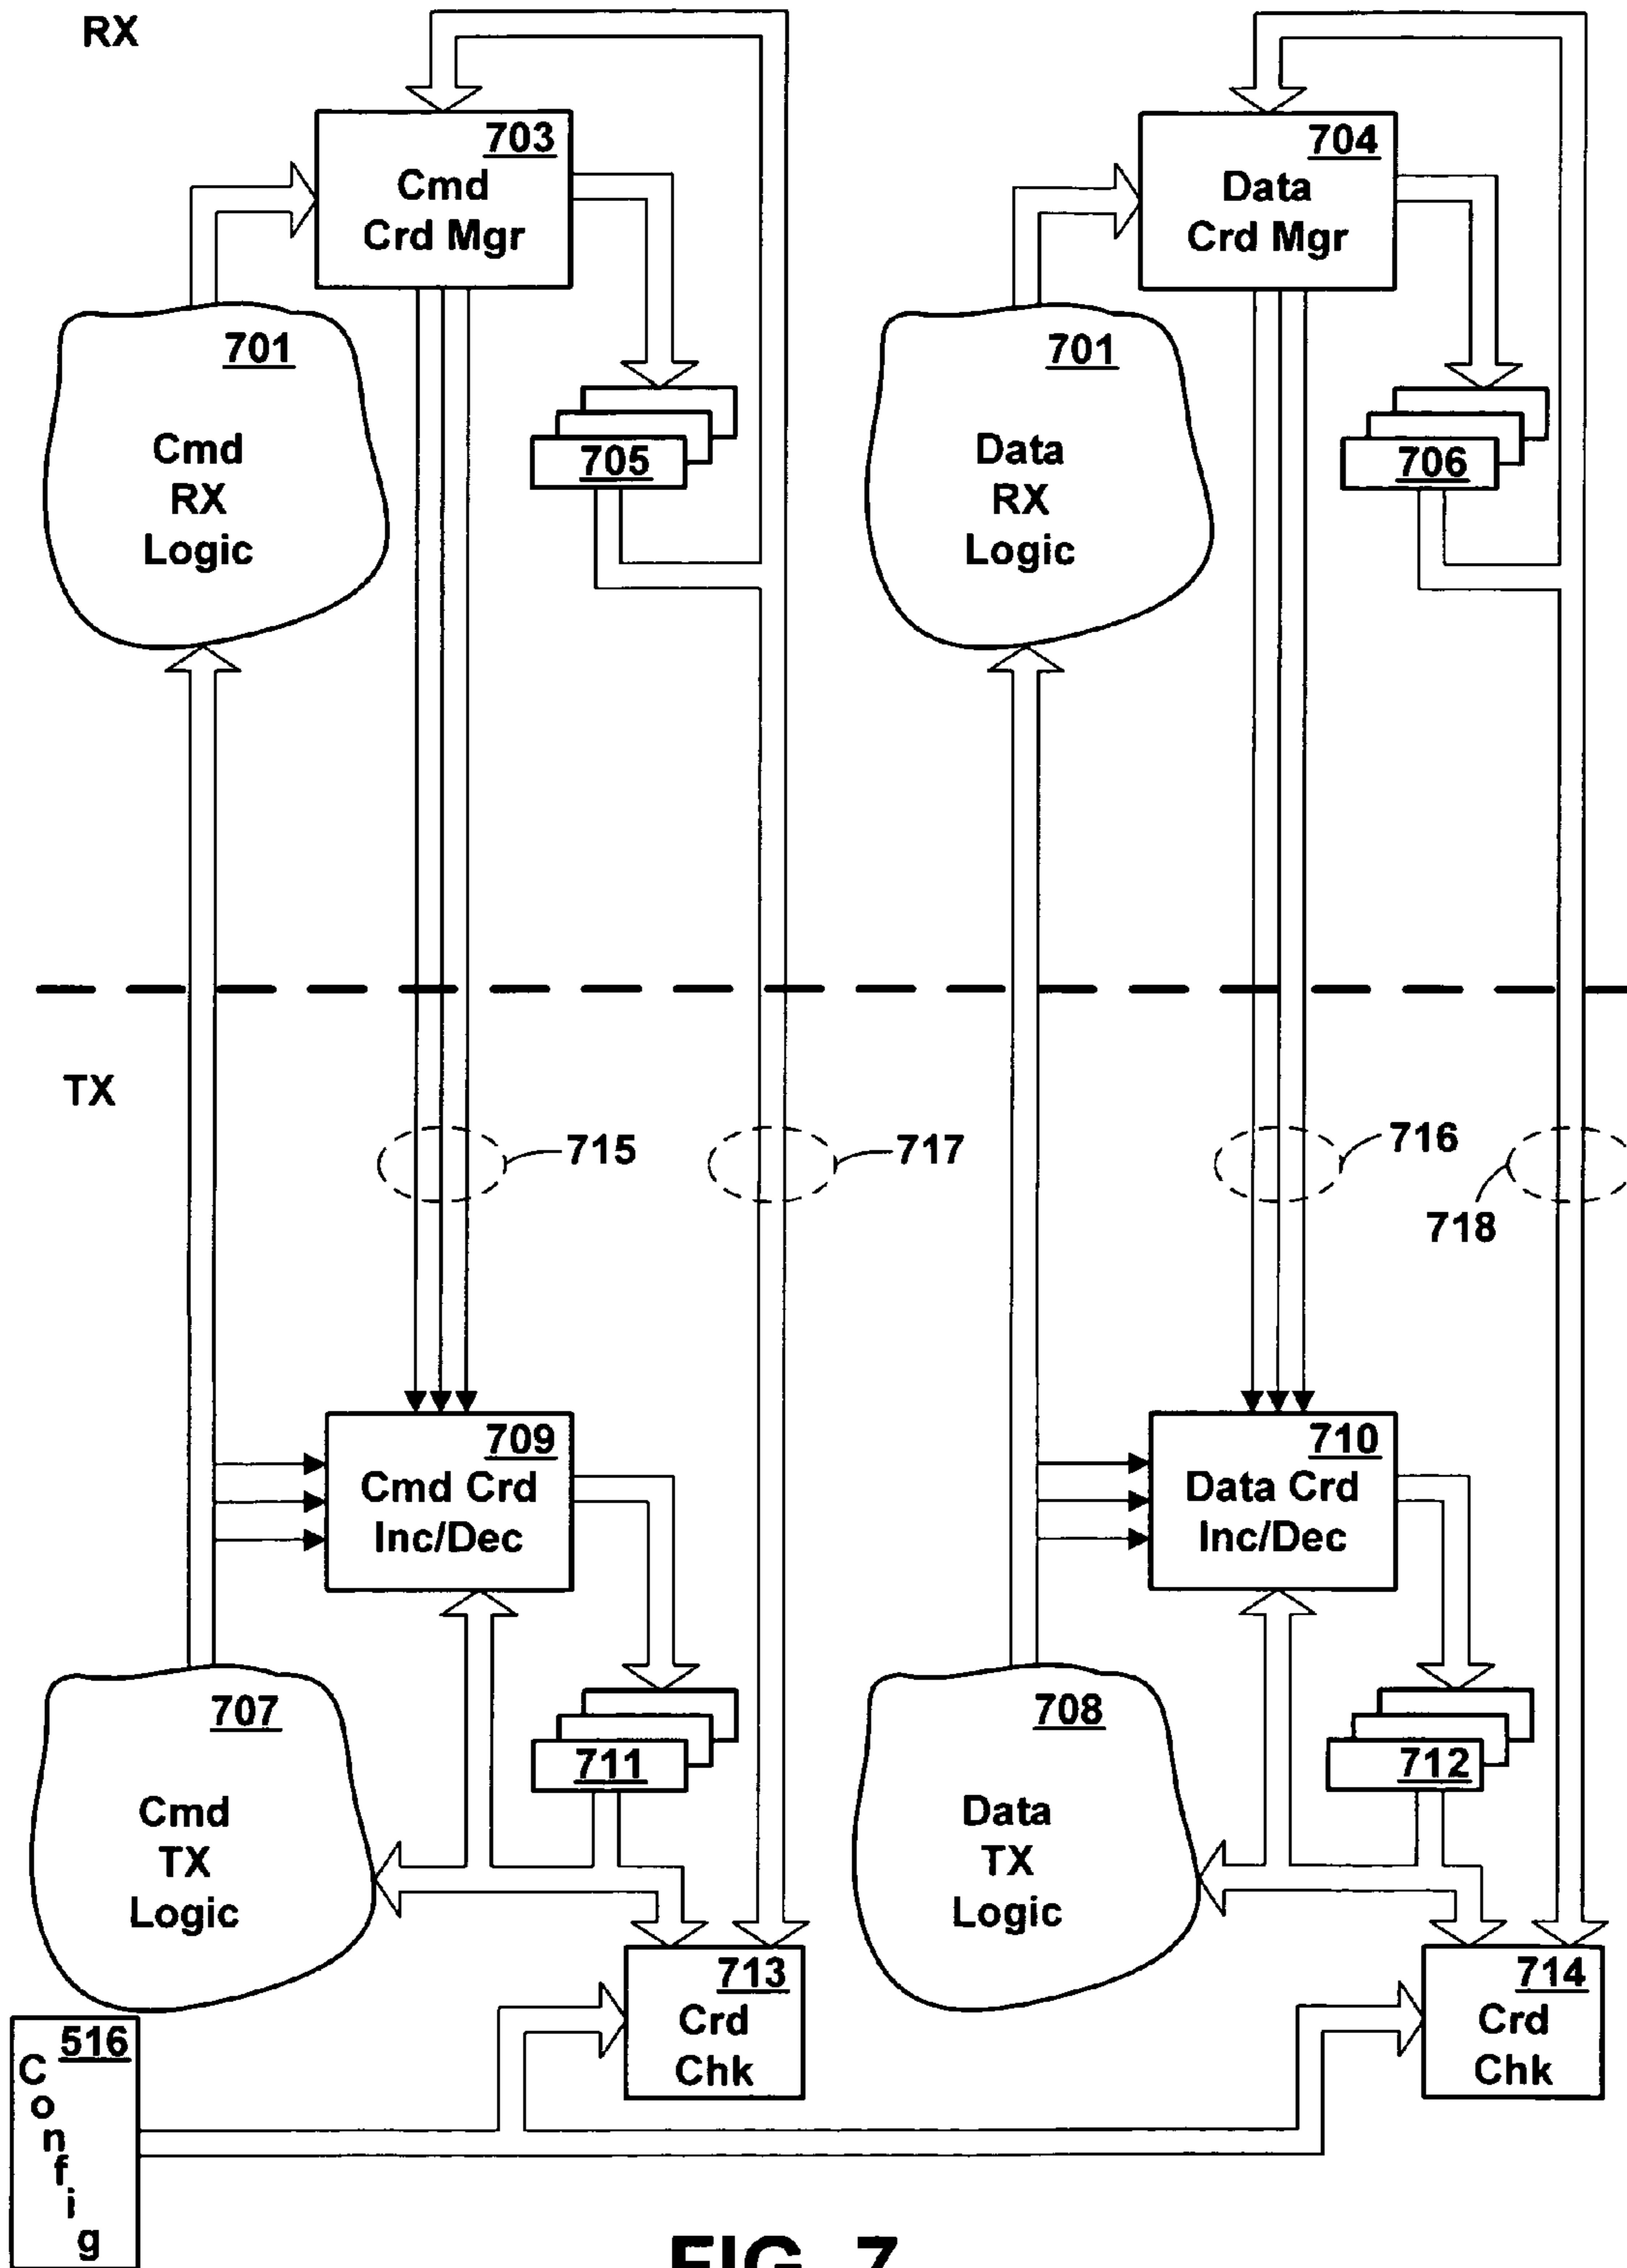 RX
703
Cmd
Crd Mgr
704
Data
Crd Mgr
701
Cmd
RX
Logic
705
701
Data
RX
Logic
706
TX
715
717
716
718
709
Cmd Crd
Inc/Dec
710
Data Crd
Inc/Dec
707
Cmd
TX
Logic
711
708
Data
TX
Logic
712
713
Crd
Chk
714
Crd
Chk
516
Config
FIG. 7